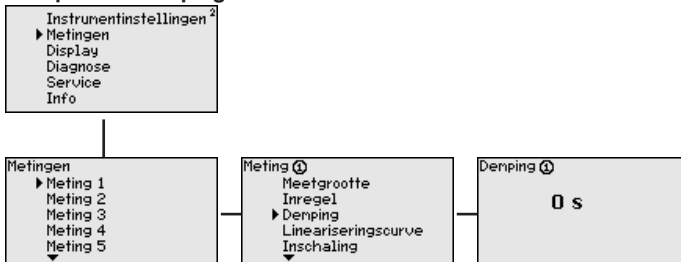 Instrumentinstellingen 2
Metingen
Display
Diagnose
Service
Info
Metingen
Meting 1
Meting 2
Meting 3
Meting 4
Meting 5
Meting ①
Meetgrootte
Inregel
Demping
Lineariseringscurve
Inschaling
Demping ①
0 s